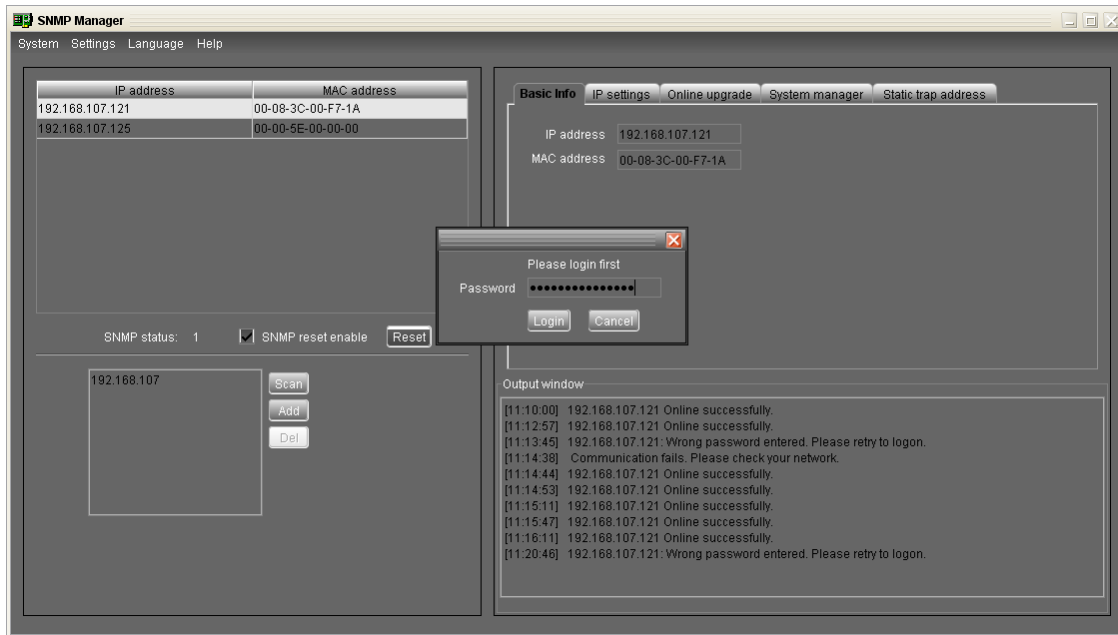 SNMP Manager
System Settings Language Help
IP address MAC address
192.168.107.121 00-08-3C-00-F7-1A
192.168.107.125 00-00-5E-00-00-00
SNMP status: 1 SNMP reset enable Reset
192.168.107
Scan
Add
Del
Basic Info IP settings Online upgrade System manager Static trap address
IP address 192.168.107.121
MAC address 00-08-3C-00-F7-1A
Please login first
Password ●●●●●●●●●●●●●●●
Login Cancel
Output window
[11:10:00] 192.168.107.121 Online successfully.
[11:12:57] 192.168.107.121 Online successfully.
[11:13:45] 192.168.107.121: Wrong password entered. Please retry to logon.
[11:14:38] Communication fails. Please check your network.
[11:14:44] 192.168.107.121 Online successfully.
[11:14:53] 192.168.107.121 Online successfully.
[11:15:11] 192.168.107.121 Online successfully.
[11:15:47] 192.168.107.121 Online successfully.
[11:16:11] 192.168.107.121 Online successfully.
[11:20:46] 192.168.107.121: Wrong password entered. Please retry to logon.